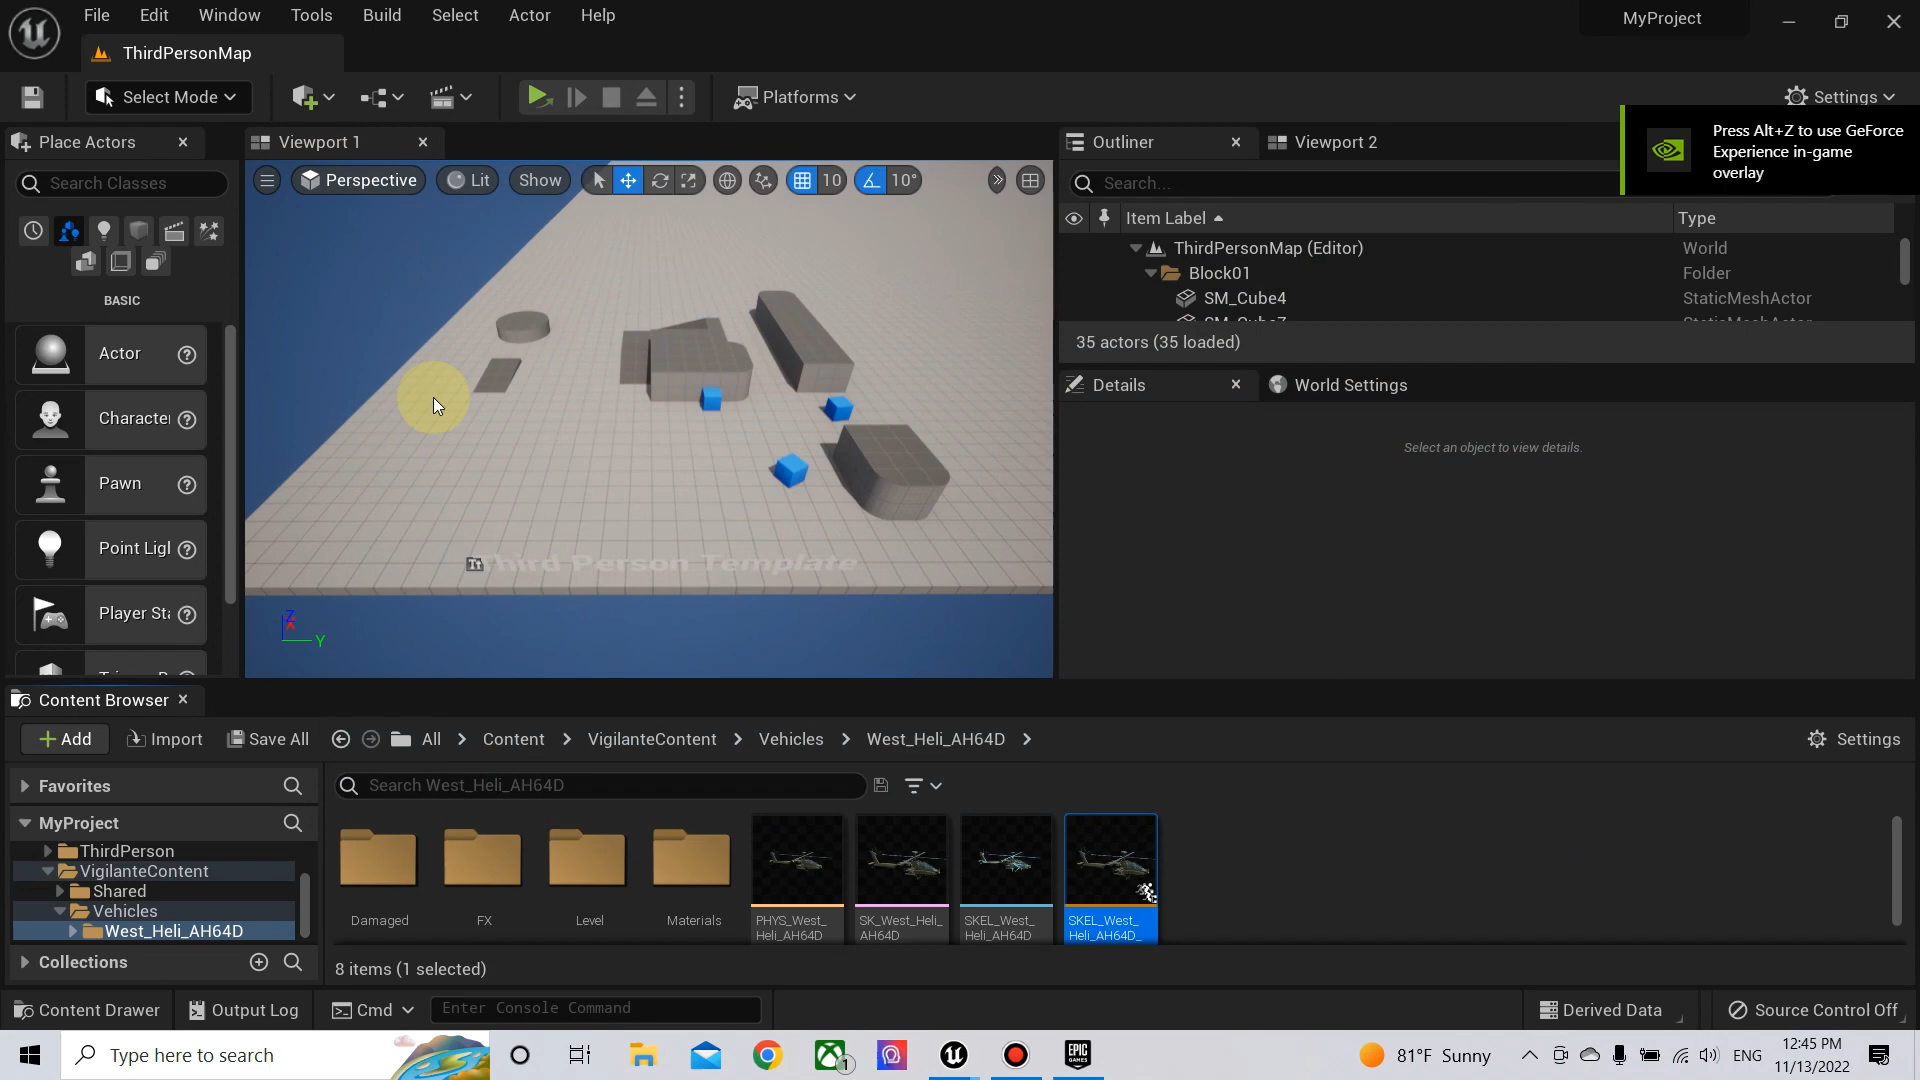 File Edit Window Tools Build Select Actor Help
MyProject
ThirdPersonMap
Select Mode
Platforms
Settings
Press Alt+Z to use GeForce
Experience in-game
overlay
Place Actors
Viewport 1
Outliner
Viewport 2
Search Classes
Perspective
Lit
Show
10
10°
Search...
Item Label
Type
ThirdPersonMap (Editor)
World
Block01
Folder
SM_Cube4
StaticMeshActor
35 actors (35 loaded)
BASIC
Actor
Character
Pawn
Point Ligl
Player Sta
Details
World Settings
Select an object to view details.
Third Person Template
Z
Y
Content Browser
Add
Import
Save All
All
Content
VigilanteContent
Vehicles
West_Heli_AH64D
Settings
Favorites
Search West_Heli_AH64D
MyProject
ThirdPerson
VigilanteContent
Shared
Vehicles
West_Heli_AH64D
Collections
Damaged
FX
Level
Materials
PHYS_West_
Heli_AH64D
SK_West_Heli_
AH64D
SKEL_West_
Heli_AH64D
SKEL_West_
Heli_AH64D_
8 items (1 selected)
Content Drawer
Output Log
Cmd
Enter Console Command
Derived Data
Source Control Off
Type here to search
1
EPIC
GAMES
81°F Sunny
ENG
12:45 PM
11/13/2022